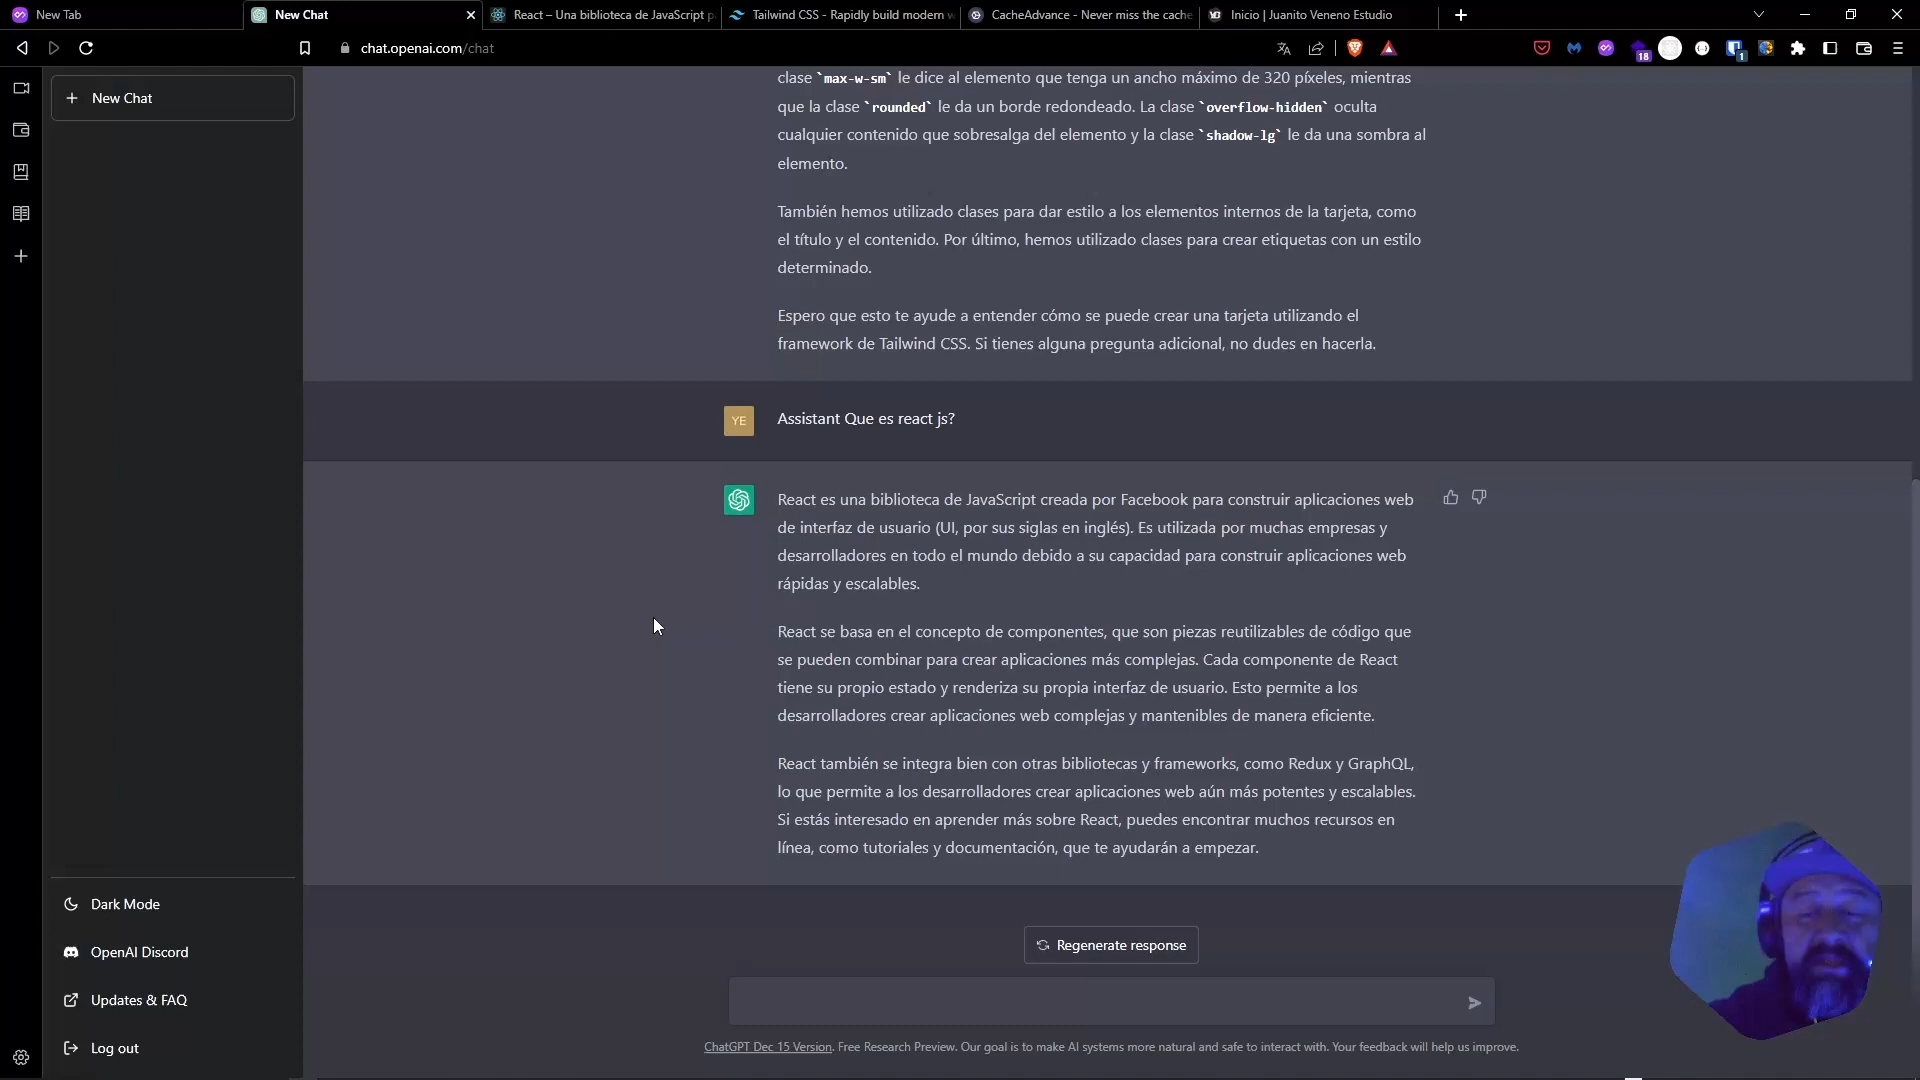 New Tab
New Chat
React – Una biblioteca de JavaScript p
Tailwind CSS - Rapidly build modern w
CacheAdvance - Never miss the cache
Inicio | Juanito Veneno Estudio
chat.openai.com/chat
18
1
New Chat
clase `max-w-sm` le dice al elemento que tenga un ancho máximo de 320 píxeles, mientras
que la clase `rounded` le da un borde redondeado. La clase `overflow-hidden` oculta
cualquier contenido que sobresalga del elemento y la clase `shadow-lg` le da una sombra al
elemento.
También hemos utilizado clases para dar estilo a los elementos internos de la tarjeta, como
el título y el contenido. Por último, hemos utilizado clases para crear etiquetas con un estilo
determinado.
Espero que esto te ayude a entender cómo se puede crear una tarjeta utilizando el
framework de Tailwind CSS. Si tienes alguna pregunta adicional, no dudes en hacerla.
YE
Assistant Que es react js?
React es una biblioteca de JavaScript creada por Facebook para construir aplicaciones web
de interfaz de usuario (UI, por sus siglas en inglés). Es utilizada por muchas empresas y
desarrolladores en todo el mundo debido a su capacidad para construir aplicaciones web
rápidas y escalables.
React se basa en el concepto de componentes, que son piezas reutilizables de código que
se pueden combinar para crear aplicaciones más complejas. Cada componente de React
tiene su propio estado y renderiza su propia interfaz de usuario. Esto permite a los
desarrolladores crear aplicaciones web complejas y mantenibles de manera eficiente.
React también se integra bien con otras bibliotecas y frameworks, como Redux y GraphQL,
lo que permite a los desarrolladores crear aplicaciones web aún más potentes y escalables.
Si estás interesado en aprender más sobre React, puedes encontrar muchos recursos en
línea, como tutoriales y documentación, que te ayudarán a empezar.
Dark Mode
OpenAI Discord
Updates & FAQ
Log out
Regenerate response
ChatGPT Dec 15 Version. Free Research Preview. Our goal is to make AI systems more natural and safe to interact with. Your feedback will help us improve.